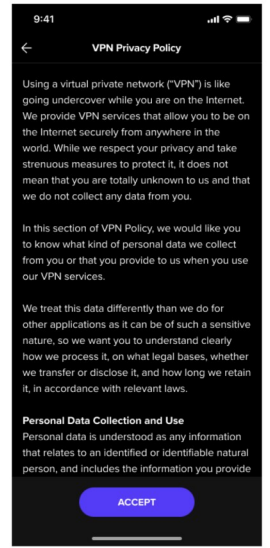 9:41
VPN Privacy Policy
Using a virtual private network (“VPN”) is like
going undercover while you are on the Internet.
We provide VPN services that allow you to be on
the Internet securely from anywhere in the
world. While we respect your privacy and take
strenuous measures to protect it, it does not
mean that you are totally unknown to us and that
we do not collect any data from you.
In this section of VPN Policy, we would like you
to know what kind of personal data we collect
from you or that you provide to us when you use
our VPN services.
We treat this data differently than we do for
other applications as it can be of such a sensitive
nature, so we want you to understand clearly
how we process it, on what legal bases, whether
we transfer or disclose it, and how long we retain
it, in accordance with relevant laws.
Personal Data Collection and Use
Personal data is understood as any information
that relates to an identified or identifiable natural
person, and includes the information you provide
ACCEPT